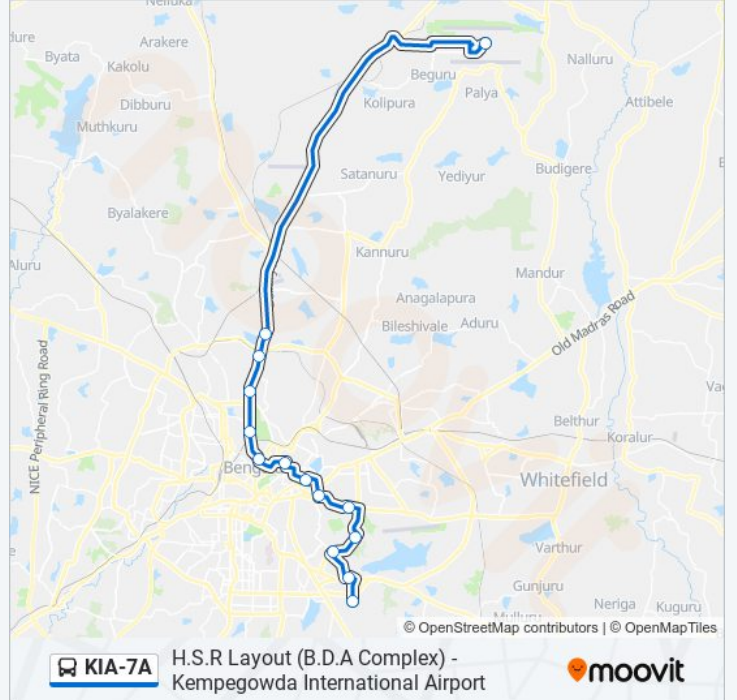 Nelluku
Arakere
Byata
Kakolu
Nalluru
Beguru
Palya
Attibele
Dibburu
Kolipura
Muthkuru
Satanuru
Yediyur
Budigere
Byalakere
Kannuru
Aluru
Mandur
Anagalapura
Bileshivale
Aduru
Old Madras Road
NICE Peripheral Ring Road
Belthur
Koralur
Beng
Whitefield
Varthur
Gunjuru
Neriga
Kuguru
Mulluru
© OpenStreetMap contributors | © OpenMapTiles
KIA-7A
H.S.R Layout (B.D.A Complex) -
Kempegowda International Airport
moovit